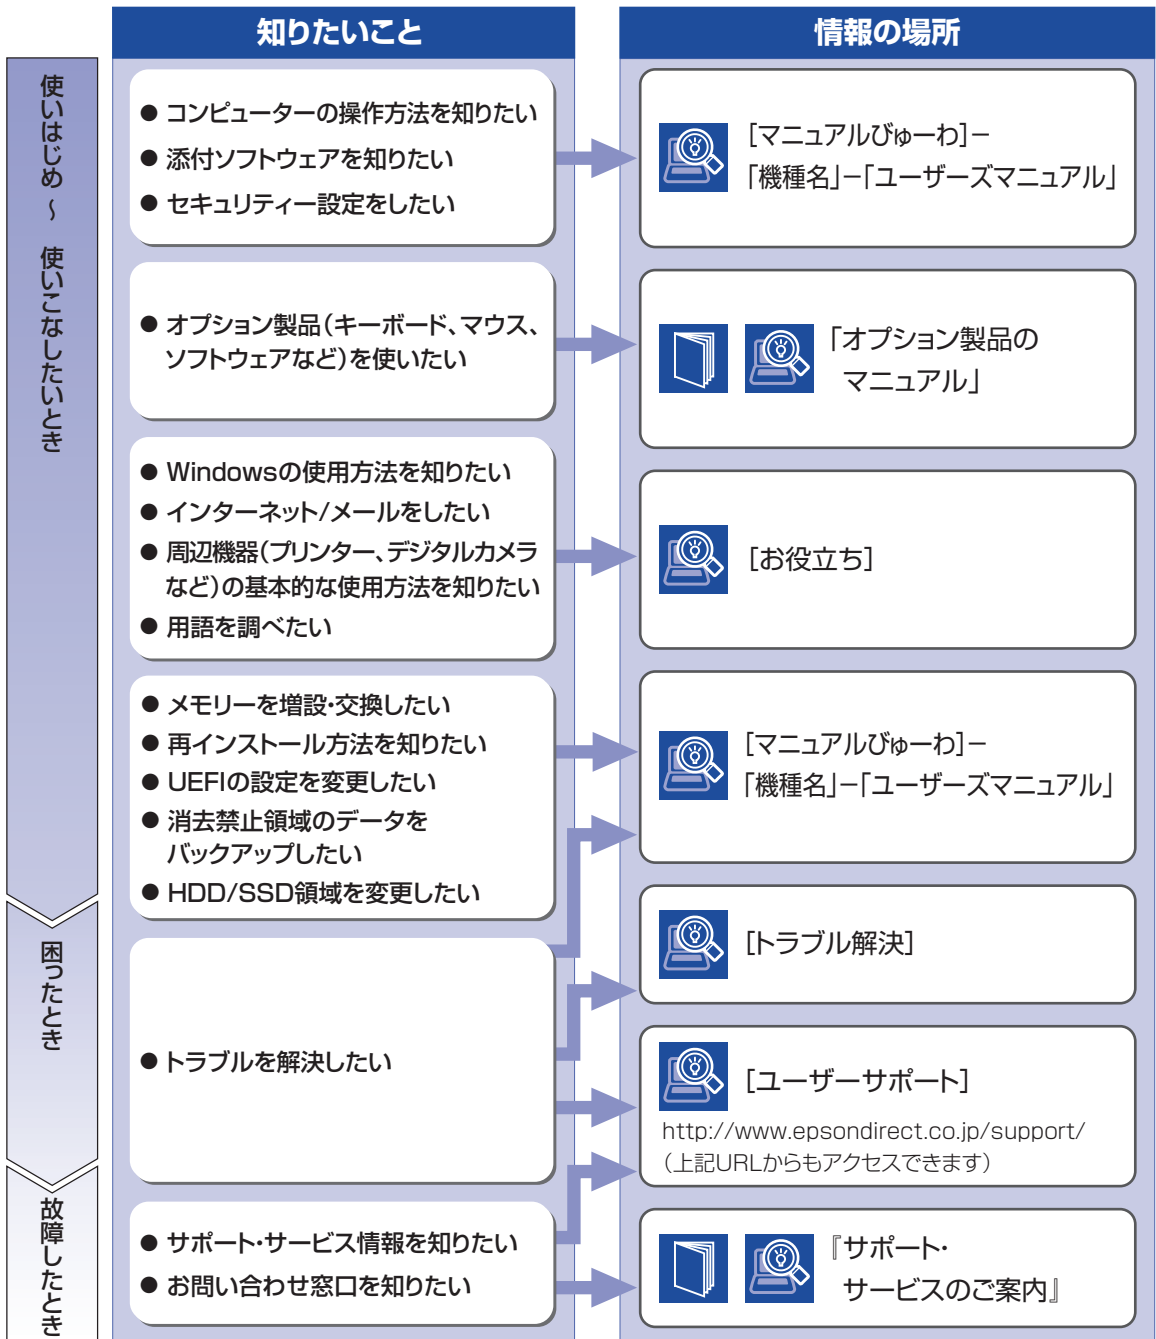 知りたいこと
情報の場所
使いはじめ ～ 使いこなしたいとき
● コンピューターの操作方法を知りたい
● 添付ソフトウェアを知りたい
● セキュリティー設定をしたい
[マニュアルびゅーわ]－
「機種名」－「ユーザーズマニュアル」
● オプション製品（キーボード、マウス、
ソフトウェアなど）を使いたい
「オプション製品の
マニュアル」
● Windowsの使用方法を知りたい
● インターネット/メールをしたい
● 周辺機器（プリンター、デジタルカメラ
など）の基本的な使用方法を知りたい
● 用語を調べたい
[お役立ち]
● メモリーを増設・交換したい
● 再インストール方法を知りたい
● UEFIの設定を変更したい
● 消去禁止領域のデータを
バックアップしたい
● HDD/SSD領域を変更したい
[マニュアルびゅーわ]－
「機種名」－「ユーザーズマニュアル」
困ったとき
● トラブルを解決したい
[トラブル解決]
[ユーザーサポート]
http://www.epsondirect.co.jp/support/
（上記URLからもアクセスできます）
故障したとき
● サポート・サービス情報を知りたい
● お問い合わせ窓口を知りたい
『サポート・
サービスのご案内』